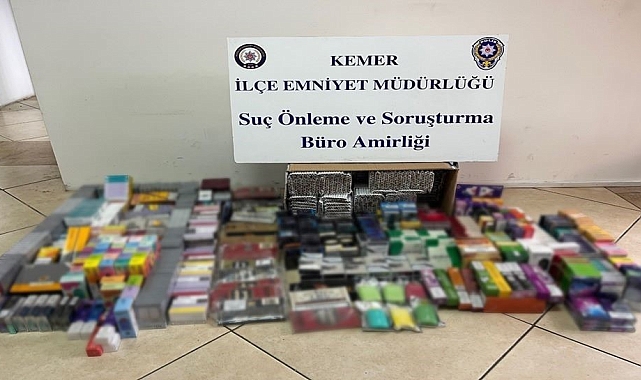 KEMER
İLÇE EMNİYET MÜDÜRLÜĞÜ
Suç Önleme ve Soruşturma
Büro Amirliği